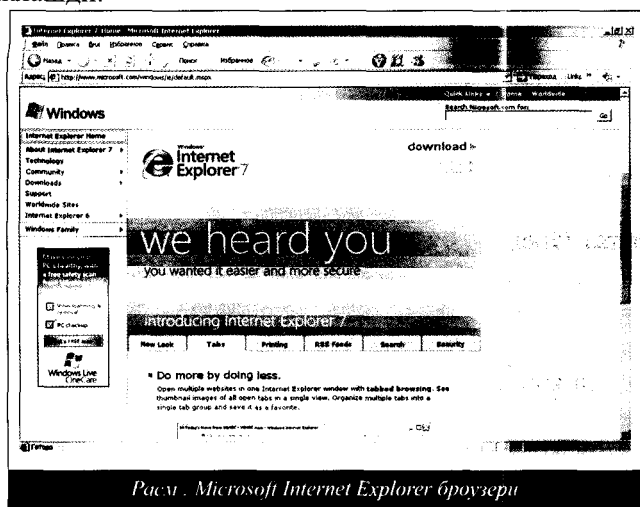 Internet Explorer 7 Home - Microsoft Internet Explorer
Файл Правка Вид Избранное Сервис Справка
Назад Поиск Избранное
Адрес http://www.microsoft.com/windows/ie/default.mspx Переход Links
Quick Links Home Worldwide
Search Microsoft.com for:
Go
Windows
Internet Explorer Home
About Internet Explorer 7
Technology
Community
Downloads
Support
Worldwide Sites
Internet Explorer 6
Windows Family
PC healthy, with
a free safety scan
PC checkup
Windows Live
OneCare
Windows
Internet
Explorer 7
download
we heard you
you wanted it easier and more secure
Introducing Internet Explorer 7
New Look Tabs Printing RSS Feeds Search Security
Do more by doing less.
Open multiple websites in one Internet Explorer window with tabbed browsing. See
thumbnail images of all open tabs in a single view. Organize multiple tabs into a
single tab group and save it as a favorite.
Готово
Расм . Microsoft Internet Explorer броузери